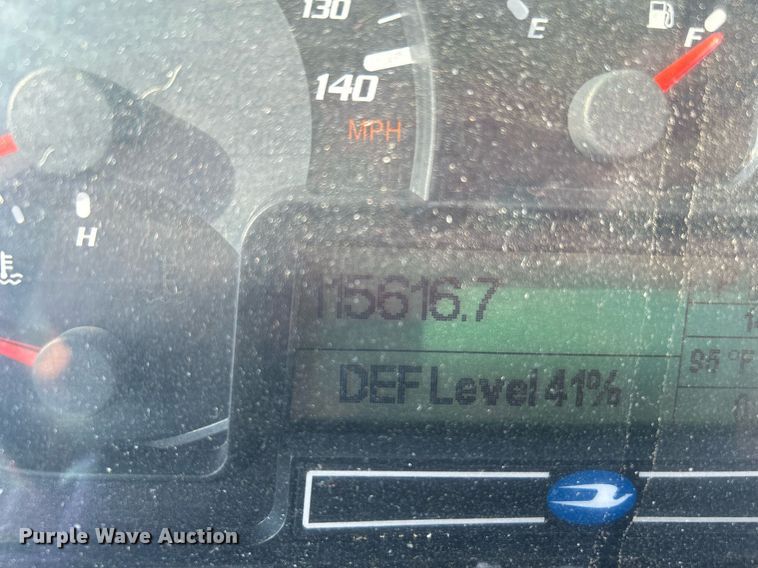 130
140
MPH
E
F
H
115616.7
DEF Level 41%
95 °F
Purple Wave Auction